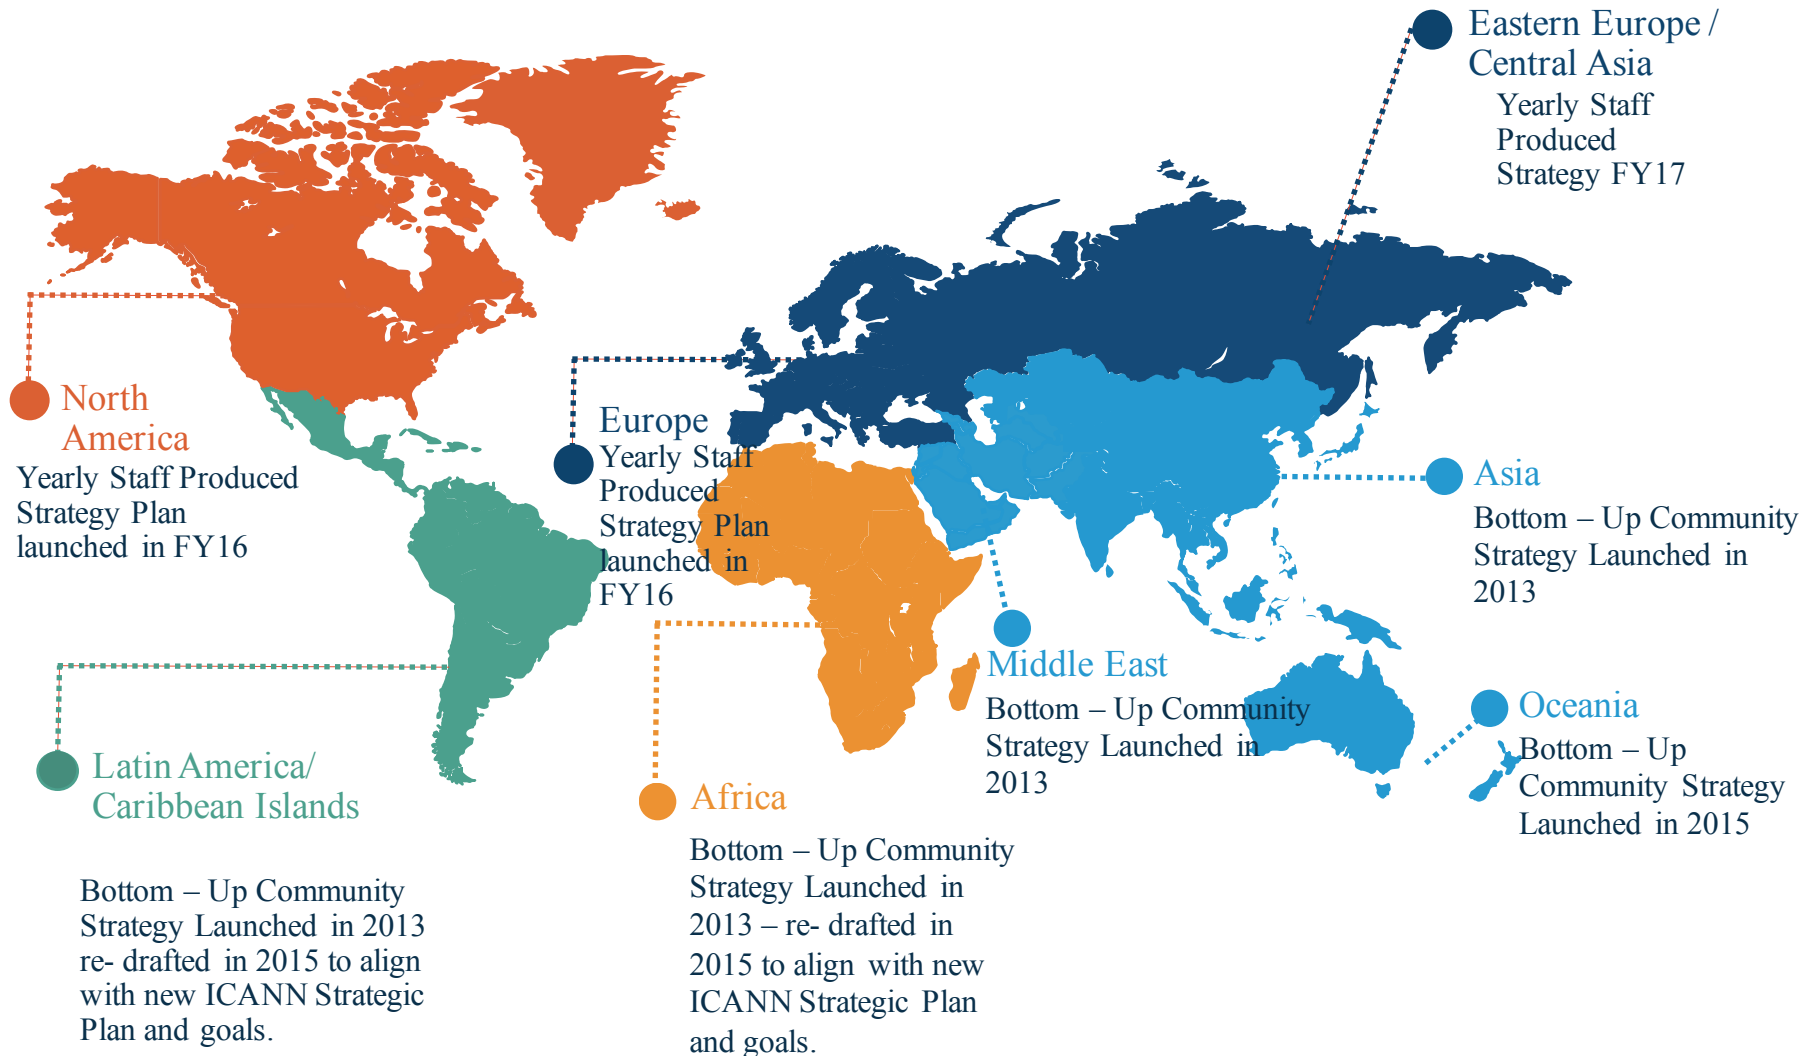 Eastern Europe /
Central Asia
Yearly Staff
Produced
Strategy FY17
North
America
Yearly Staff Produced
Strategy Plan
launched in FY16
Europe
Yearly Staff
Produced
Strategy Plan
launched in
FY16
Asia
Bottom – Up Community
Strategy Launched in
2013
Middle East
Bottom – Up Community
Strategy Launched in
2013
Oceania
Bottom – Up
Community Strategy
Launched in 2015
Latin America/
Caribbean Islands
Bottom – Up Community
Strategy Launched in 2013
re- drafted in 2015 to align
with new ICANN Strategic
Plan and goals.
Africa
Bottom – Up Community
Strategy Launched in
2013 – re- drafted in
2015 to align with new
ICANN Strategic Plan
and goals.